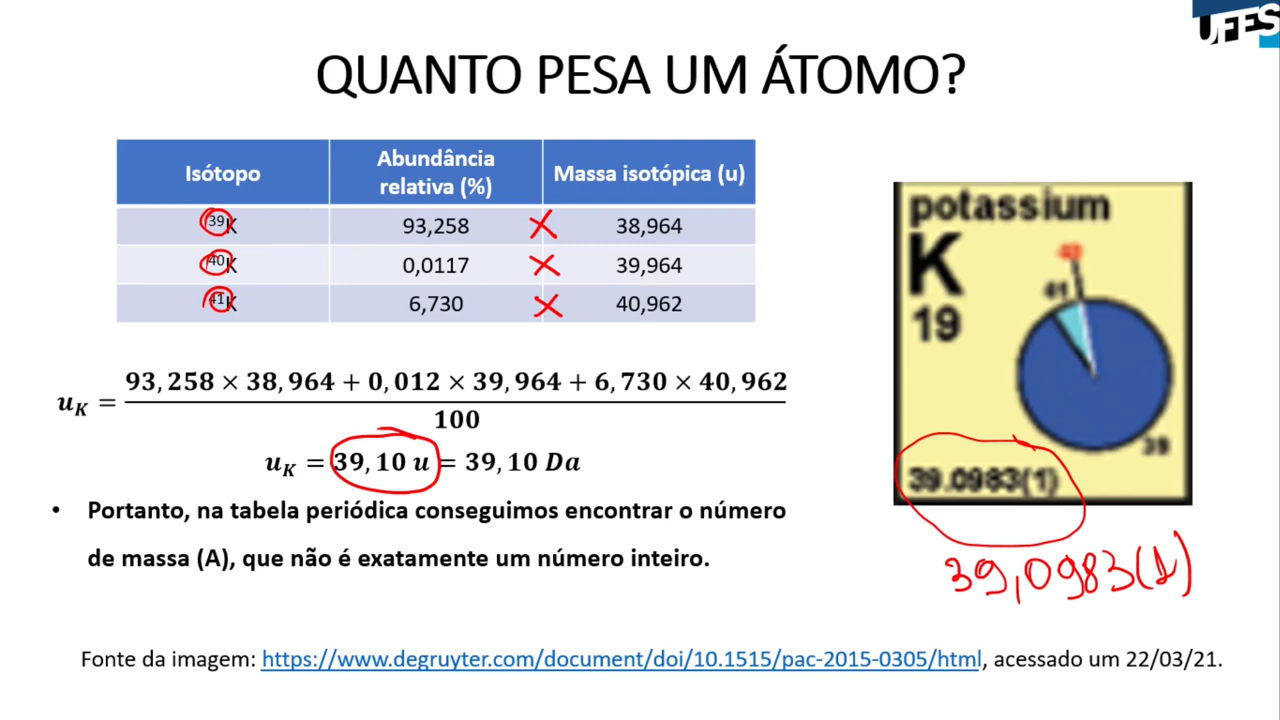 UFES
QUANTO PESA UM ÁTOMO?
Isótopo
Abundância relativa (%)
Massa isotópica (u)
³⁹K 93,258 38,964
⁴⁰K 0,0117 39,964
⁴¹K 6,730 40,962
potassium
K
19
40
41
39
39.0983(1)
39,0983(1)
93,258 × 38,964 + 0,012 × 39,964 + 6,730 × 40,962
u_K =
100
u_K = 39,10 u = 39,10 Da
• Portanto, na tabela periódica conseguimos encontrar o número
de massa (A), que não é exatamente um número inteiro.
Fonte da imagem: https://www.degruyter.com/document/doi/10.1515/pac-2015-0305/html, acessado um 22/03/21.